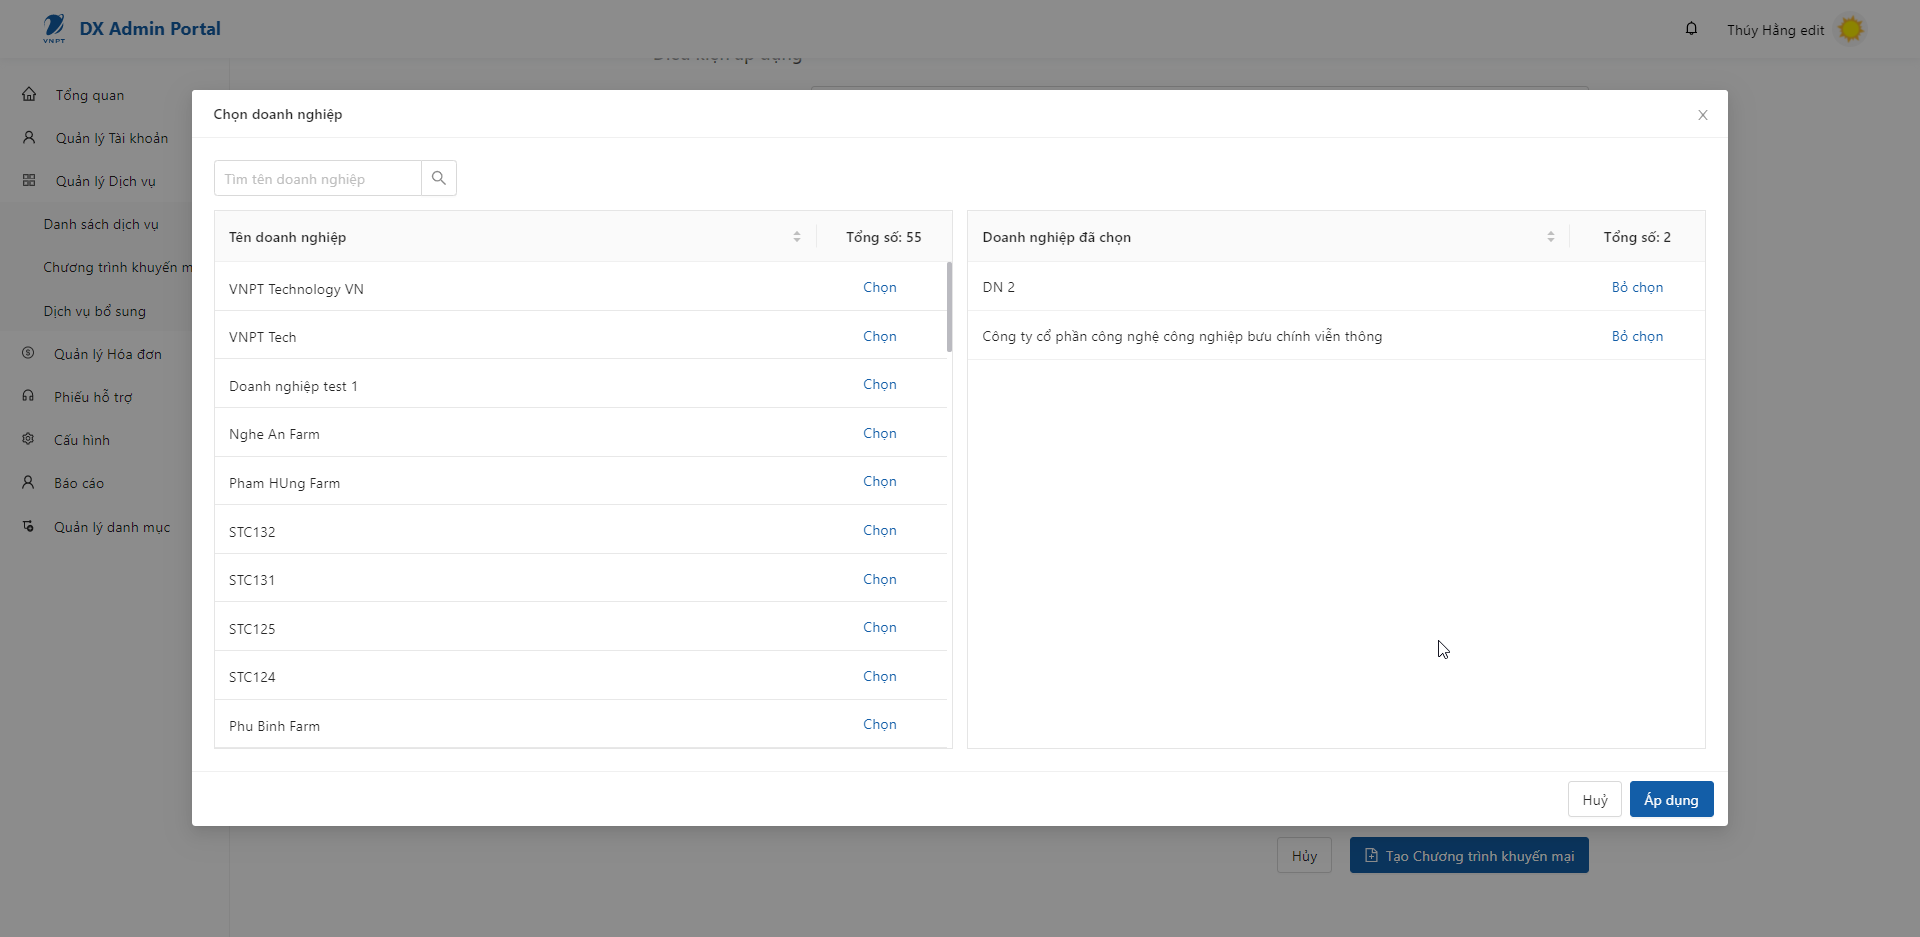 VNPT
DX Admin Portal
Thúy Hằng edit
Điều kiện áp dụng
Tổng quan
Quản lý Tài khoản
Quản lý Dịch vụ
Danh sách dịch vụ
Chương trình khuyến m
Dịch vụ bổ sung
Quản lý Hóa đơn
Phiếu hỗ trợ
Cấu hình
Báo cáo
Quản lý danh mục
Chọn doanh nghiệp
Tìm tên doanh nghiệp
Tên doanh nghiệp Tổng số: 55
VNPT Technology VN Chọn
VNPT Tech Chọn
Doanh nghiệp test 1 Chọn
Nghe An Farm Chọn
Pham HUng Farm Chọn
STC132 Chọn
STC131 Chọn
STC125 Chọn
STC124 Chọn
Phu Binh Farm Chọn
Doanh nghiệp đã chọn Tổng số: 2
DN 2 Bỏ chọn
Công ty cổ phần công nghệ công nghiệp bưu chính viễn thông Bỏ chọn
Huỷ Áp dụng
Hủy Tạo Chương trình khuyến mại